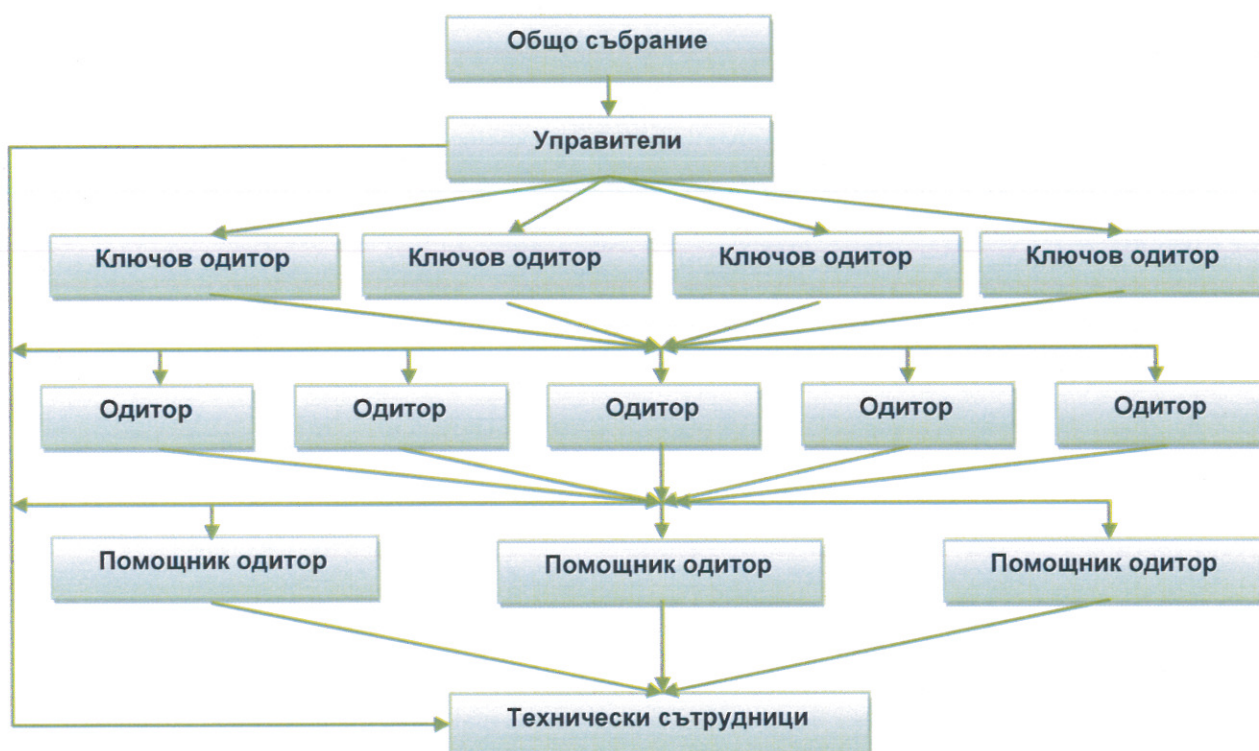 Общо събрание
Управители
Ключов одитор
Ключов одитор
Ключов одитор
Ключов одитор
Одитор
Одитор
Одитор
Одитор
Одитор
Помощник одитор
Помощник одитор
Помощник одитор
Технически сътрудници